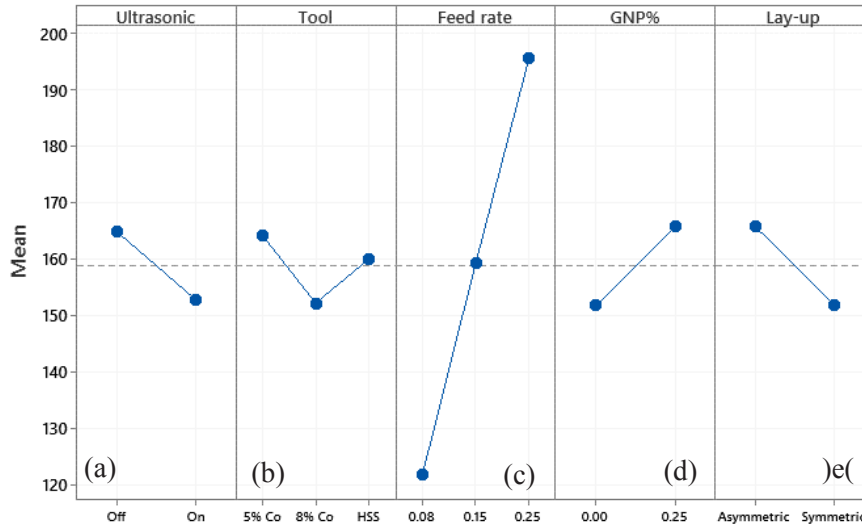 Ultrasonic Tool Feed rate GNP% Lay-up
200
190
180
170
160
150
140
130
120
Mean
(a) (b) (c) (d) )e(
Off On 5% Co 8% Co HSS 0.08 0.15 0.25 0.00 0.25 Asymmetric Symmetric